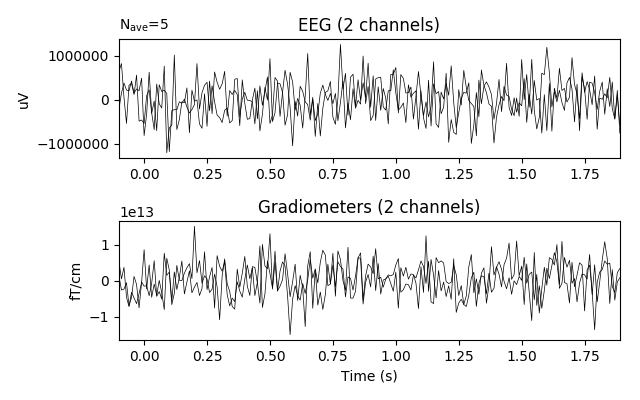 N_ave=5
EEG (2 channels)
1000000
0
−1000000
uV
0.00 0.25 0.50 0.75 1.00 1.25 1.50 1.75
1e13
Gradiometers (2 channels)
1
0
−1
fT/cm
0.00 0.25 0.50 0.75 1.00 1.25 1.50 1.75
Time (s)